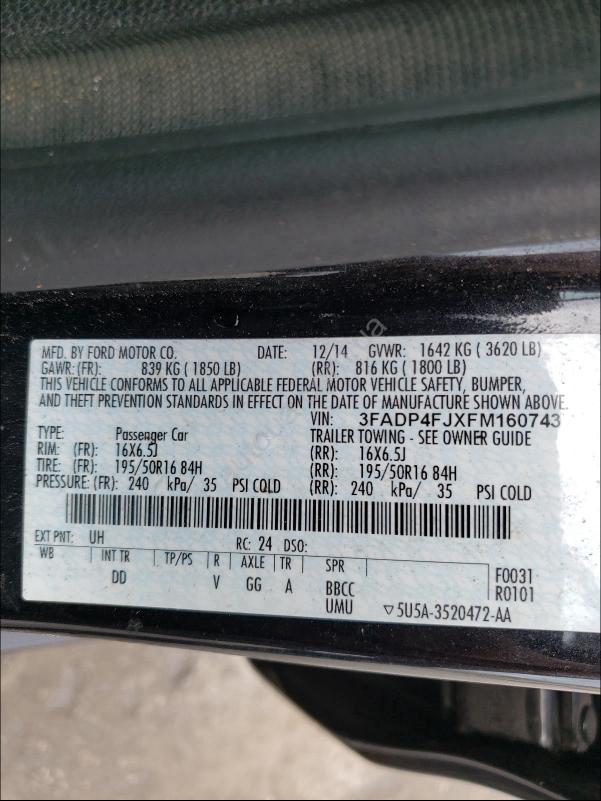 MFD. BY FORD MOTOR CO. DATE: 12/14 GVWR: 1642 KG ( 3620 LB)
GAWR: (FR): 839 KG ( 1850 LB) (RR): 816 KG ( 1800 LB)
THIS VEHICLE CONFORMS TO ALL APPLICABLE FEDERAL MOTOR VEHICLE SAFETY, BUMPER,
AND THEFT PREVENTION STANDARDS IN EFFECT ON THE DATE OF MANUFACTURE SHOWN ABOVE.
VIN: 3FADP4FJXFM160743
TYPE: Passenger Car TRAILER TOWING - SEE OWNER GUIDE
RIM: (FR): 16X6.5J (RR): 16X6.5J
TIRE: (FR): 195/50R16 84H (RR): 195/50R16 84H
PRESSURE: (FR): 240 kPa/ 35 PSI COLD (RR): 240 kPa/ 35 PSI COLD
EXT PNT: UH RC: 24 DSO:
WB INT TR TP/PS R AXLE TR SPR F0031
DD V GG A BBCC R0101
UMU ▽5U5A-3520472-AA